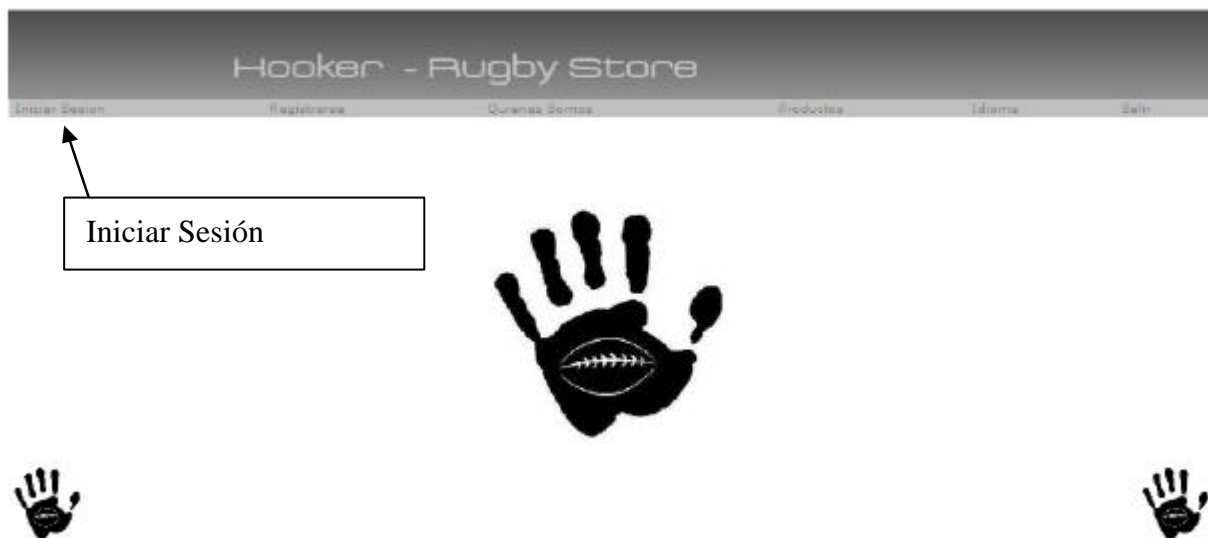 Hooker - Rugby Store
Iniciar Sesion Registrarse Quienes Somos Productos Idioma Salir
Iniciar Sesión